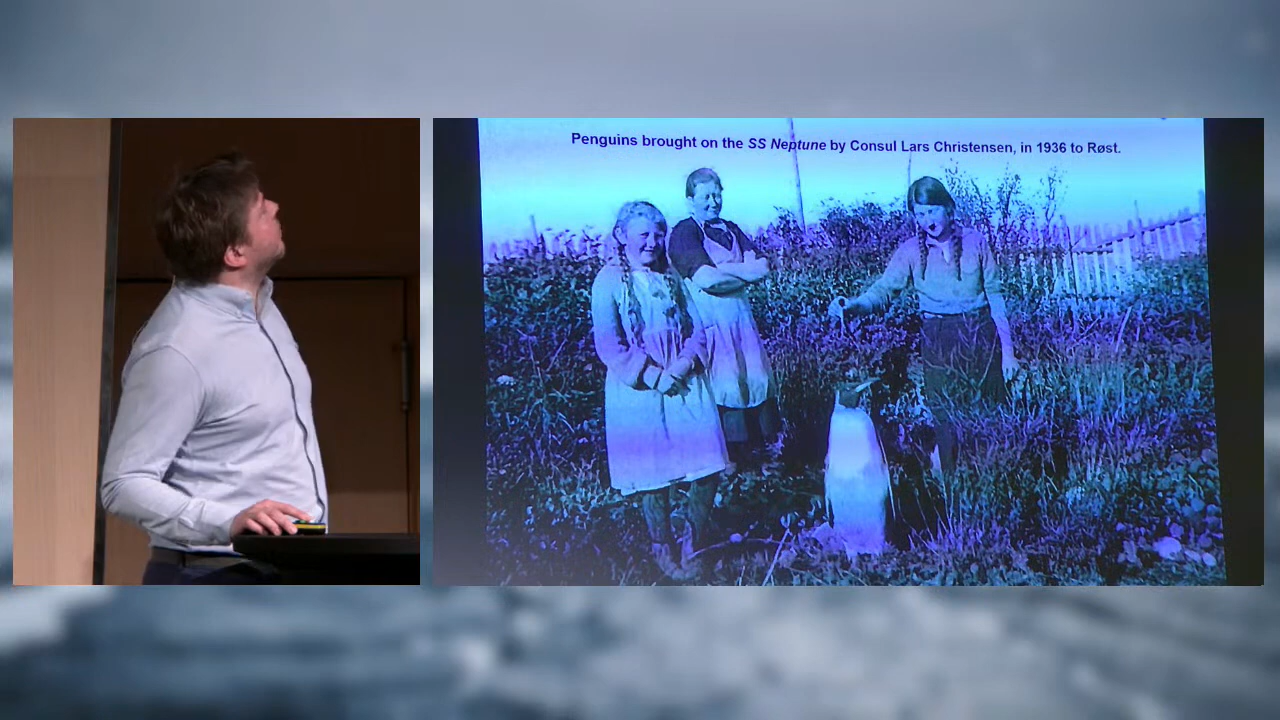 Penguins brought on the SS Neptune by Consul Lars Christensen, in 1936 to Røst.